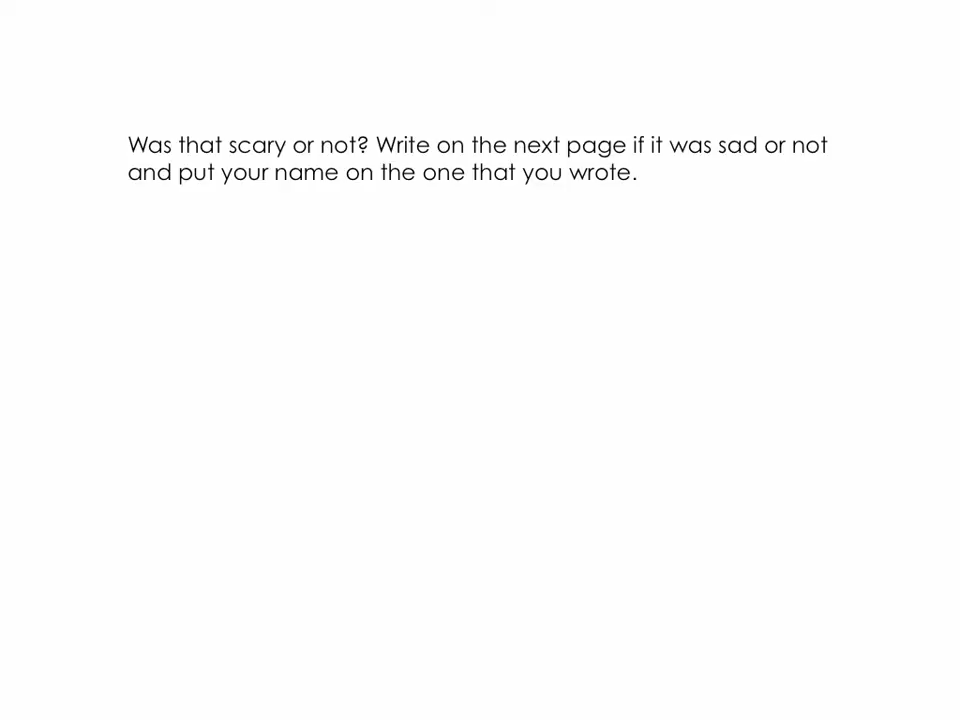 Was that scary or not? Write on the next page if it was sad or not
and put your name on the one that you wrote.